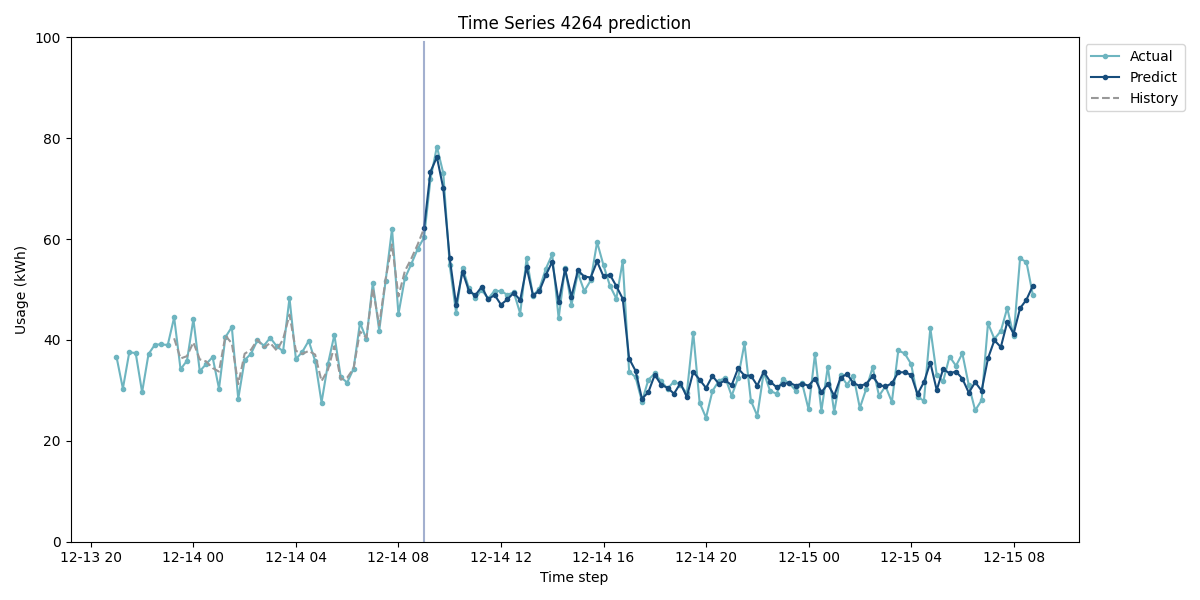 Time Series 4264 prediction
100
80
60
40
20
0
Usage (kWh)
12-13 20
12-14 00
12-14 04
12-14 08
12-14 12
12-14 16
12-14 20
12-15 00
12-15 04
12-15 08
Time step
Actual
Predict
History